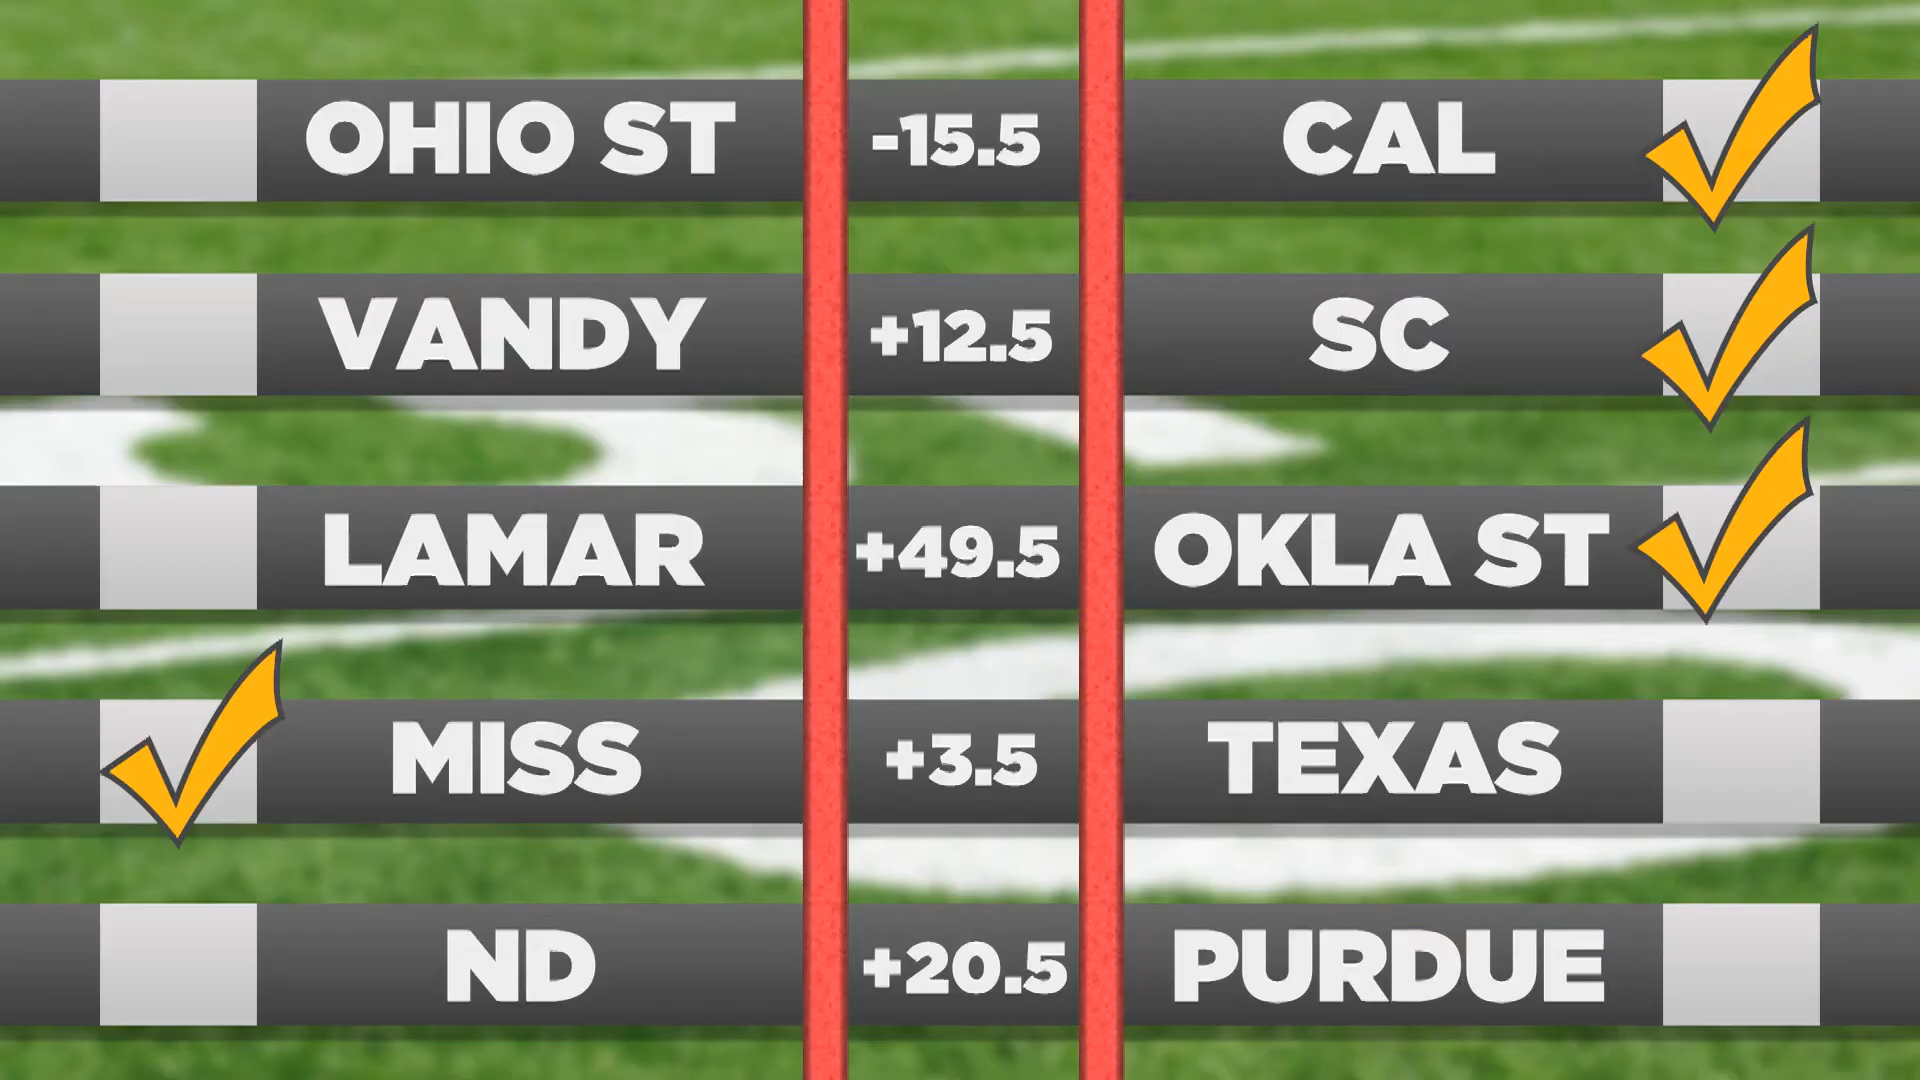 OHIO ST -15.5 CAL
VANDY +12.5 SC
LAMAR +49.5 OKLA ST
MISS +3.5 TEXAS
ND +20.5 PURDUE